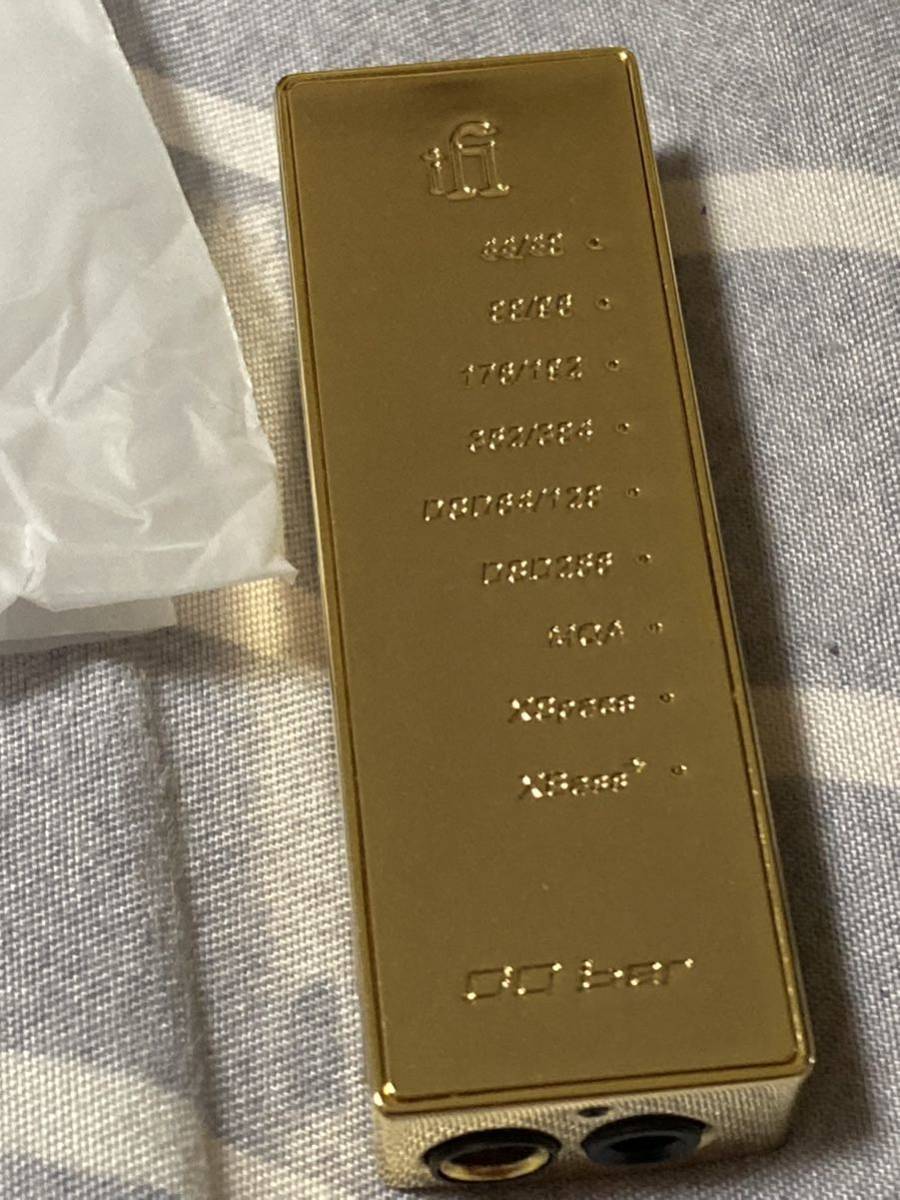 ifi
44/48
88/96
176/192
352/384
DSD64/128
DSD256
MQA
XSpace
XBass+
GO bar